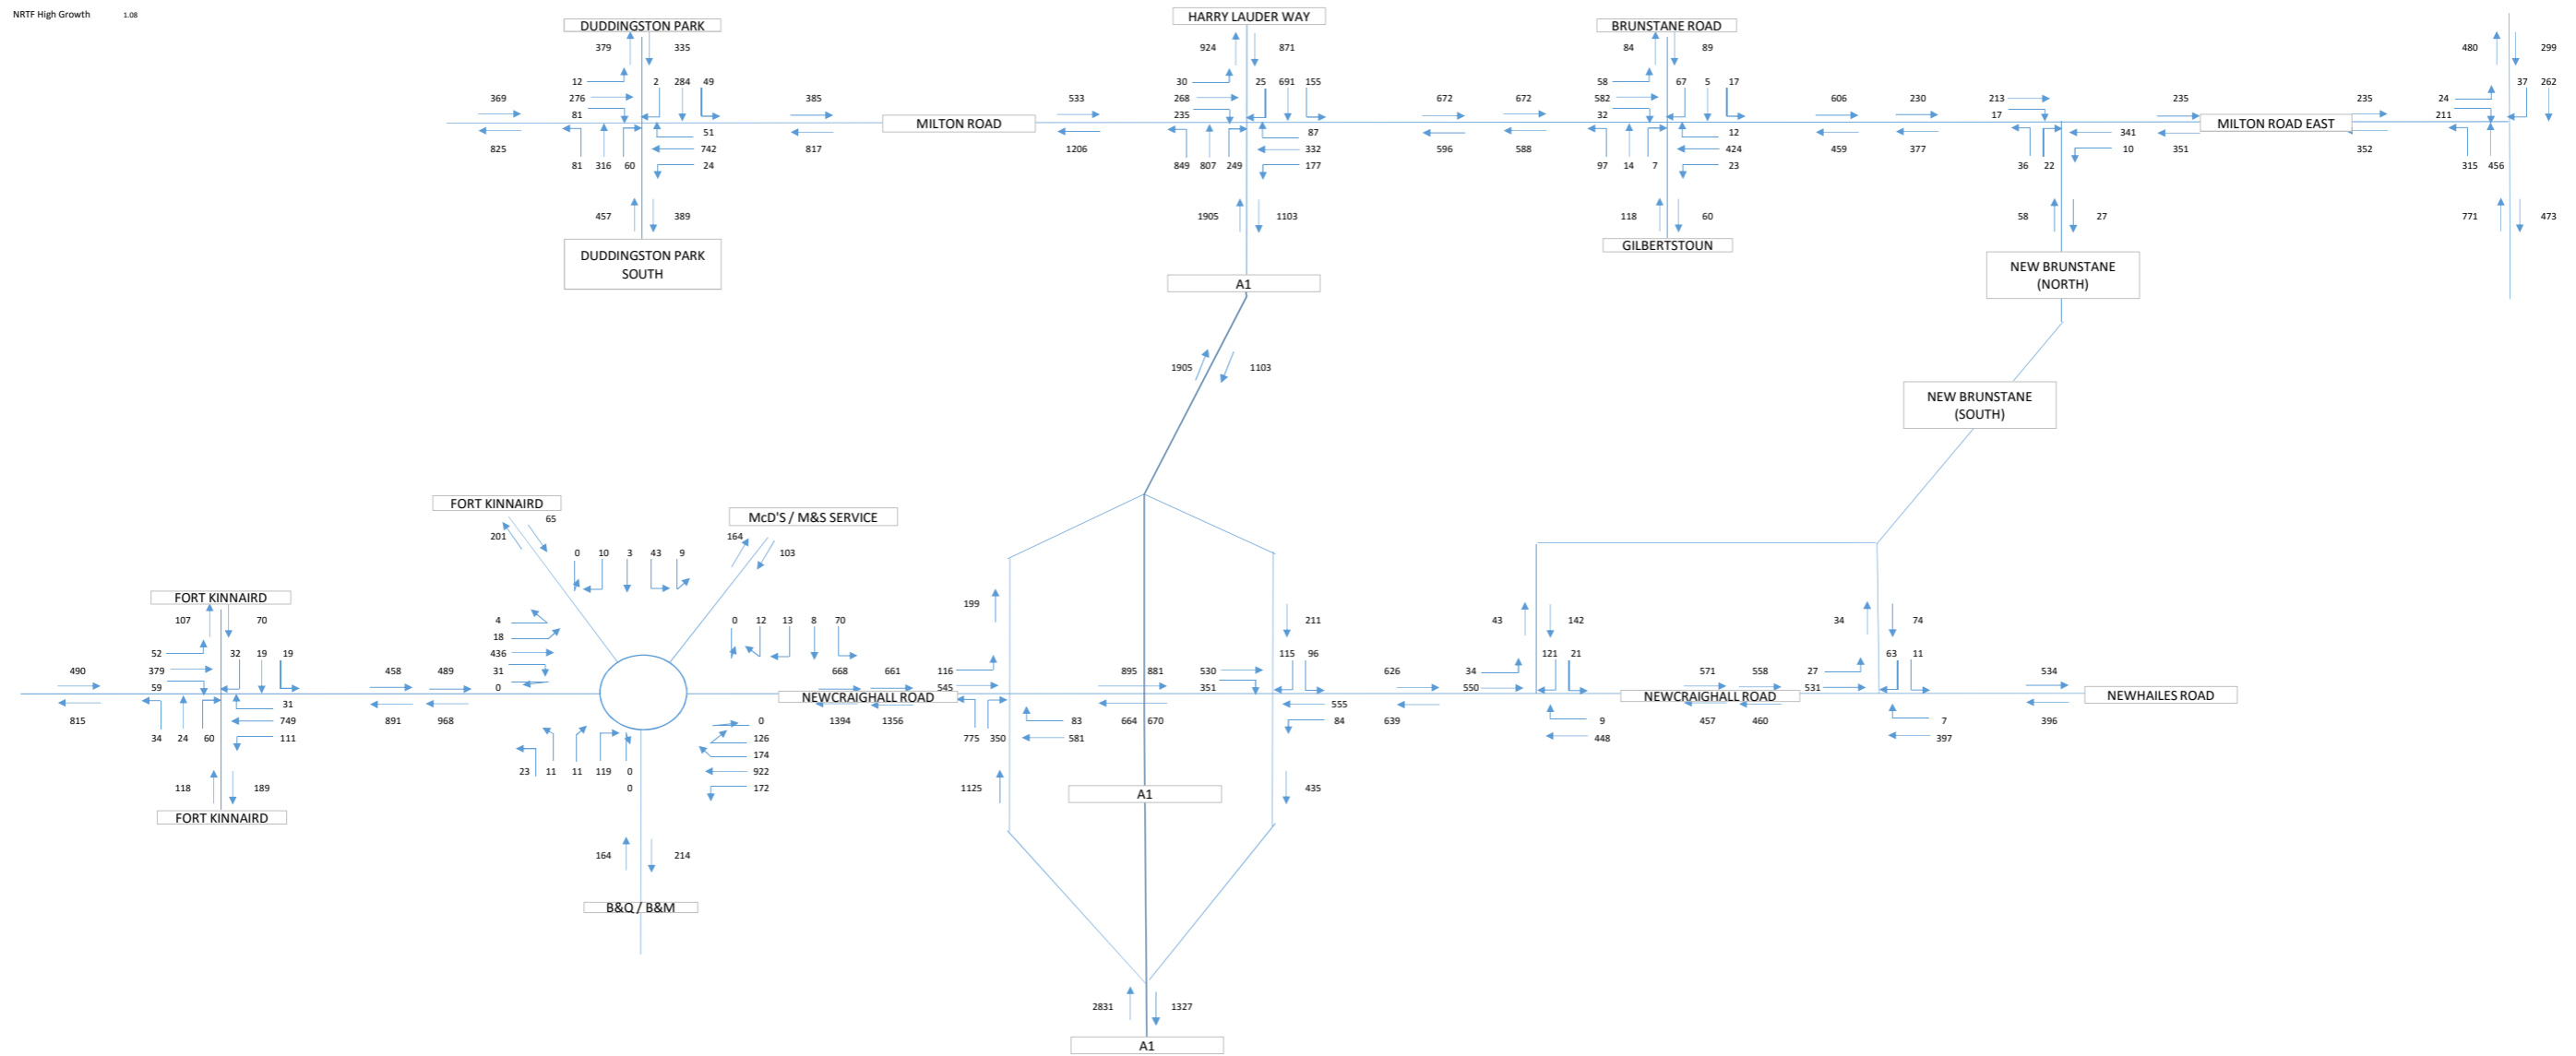 NRTF High Growth 1.08
DUDDINGSTON PARK
HARRY LAUDER WAY
BRUNSTANE ROAD
379 335
924 871
84 89
480 299
12 2 284 49
30 25 691 155
58 67 5 17
24 37 262
369 276 385 533 268 672 672 582 606 230 213 235 235
81 235 32 17 211
MILTON ROAD
MILTON ROAD EAST
51 87 12 341
825 742 817 1206 332 596 588 424 459 377 10 351 352
81 316 60 24
849 807 249 177
97 14 7 23
36 22
315 456
457 389
1905 1103
118 60
58 27
771 473
DUDDINGSTON PARK
SOUTH
GILBERTSTOUN
NEW BRUNSTANE
(NORTH)
A1
1905 1103
NEW BRUNSTANE
(SOUTH)
FORT KINNAIRD
McD'S / M&S SERVICE
65
201
164
103
0 10 3 43 9
FORT KINNAIRD
107 70
4
18
0 12 13 8 70
199
211
43 142
34 74
52 32 19 19
436
115 96
121 21
63 11
490 379 458 489 31 668 661 116 895 881 530 626 34 571 558 27 534
59 0 545 351 550 531
NEWCRAIGHALL ROAD
NEWCRAIGHALL ROAD
NEWHAILES ROAD
31 555
815 749 891 968 0 1394 1356 83 664 670 84 639 9 457 460 7 396
34 24 60 111
126
775 350 581
448
397
174
23 11 11 119 0 922
0 172
118 189
1125
435
A1
FORT KINNAIRD
164 214
B&Q / B&M
2831 1327
A1